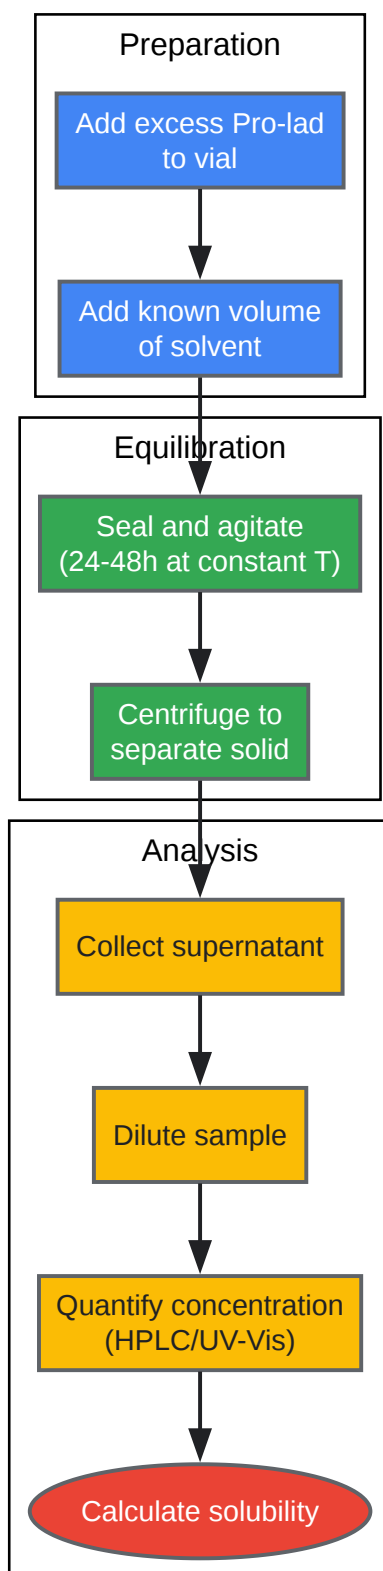 Preparation
Add excess Pro-lad
to vial
Add known volume
of solvent
Equilibration
Seal and agitate
(24-48h at constant T)
Centrifuge to
separate solid
Analysis
Collect supernatant
Dilute sample
Quantify concentration
(HPLC/UV-Vis)
Calculate solubility